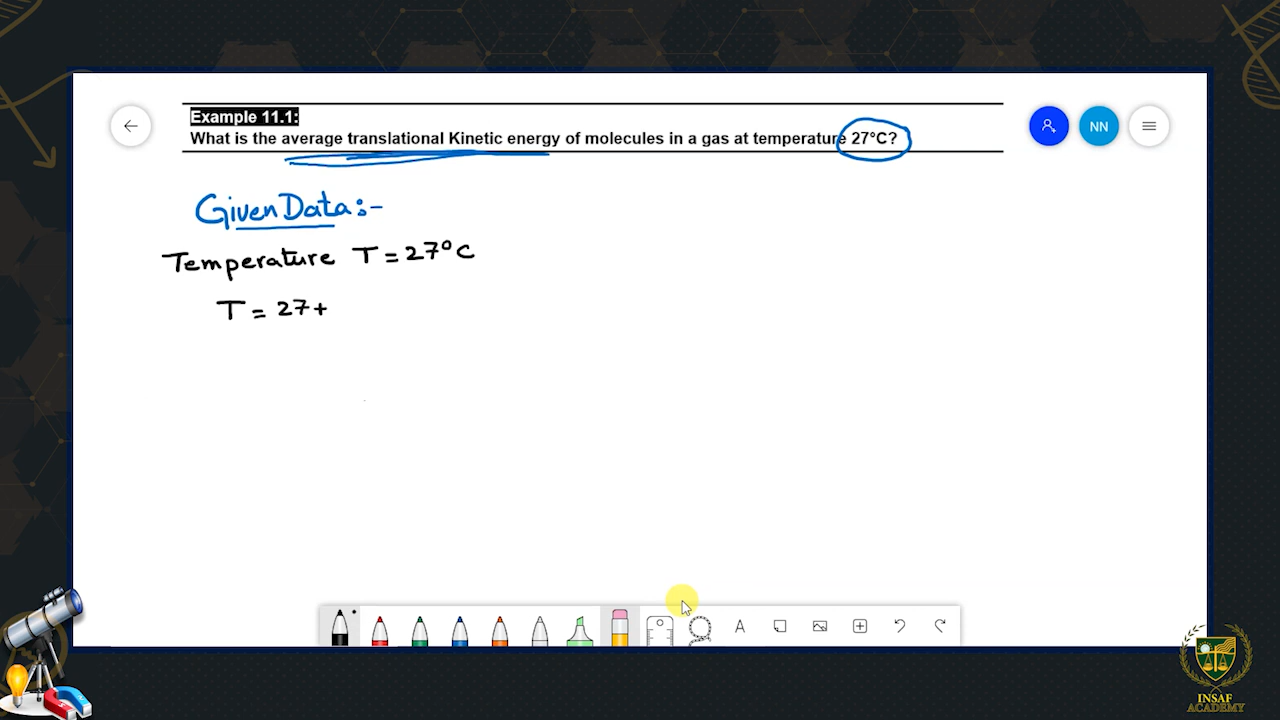 Example 11.1:
What is the average translational Kinetic energy of molecules in a gas at temperature 27°C?
NN
Given Data:-
Temperature T = 27°C
T = 27+
A
INSAF
ACADEMY